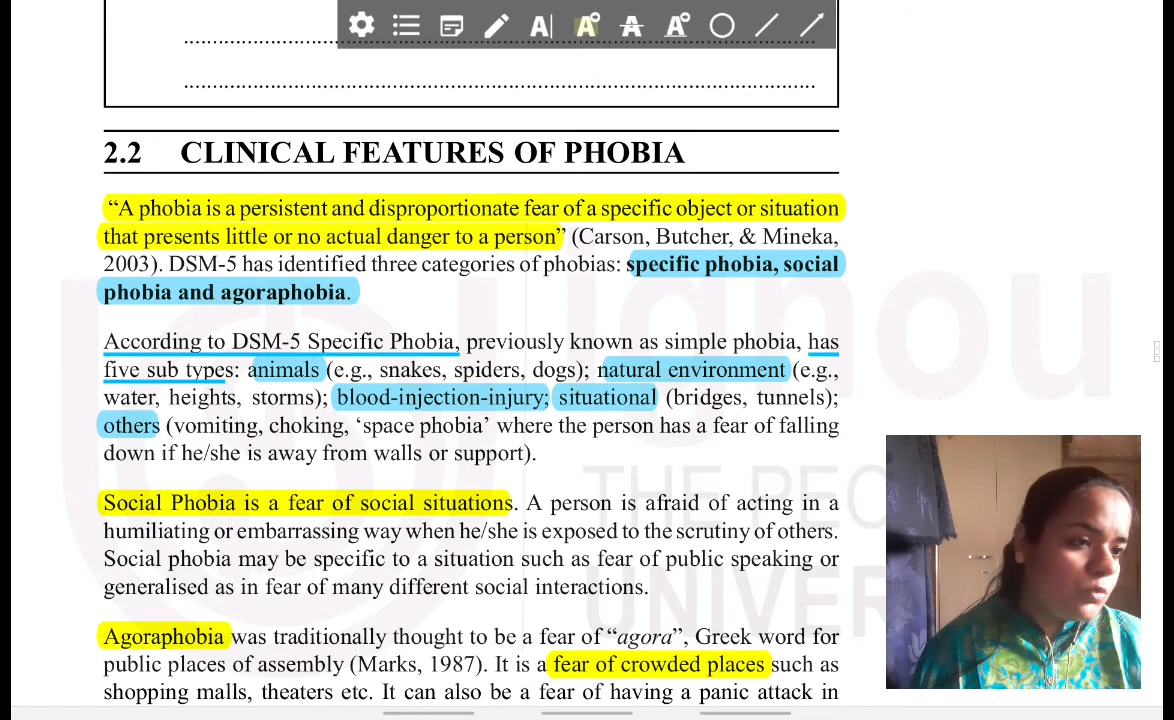 2.2 CLINICAL FEATURES OF PHOBIA
“A phobia is a persistent and disproportionate fear of a specific object or situation
that presents little or no actual danger to a person” (Carson, Butcher, & Mineka,
2003). DSM-5 has identified three categories of phobias: specific phobia, social
phobia and agoraphobia.
According to DSM-5 Specific Phobia, previously known as simple phobia, has
five sub types: animals (e.g., snakes, spiders, dogs); natural environment (e.g.,
water, heights, storms); blood-injection-injury; situational (bridges, tunnels);
others (vomiting, choking, ‘space phobia’ where the person has a fear of falling
down if he/she is away from walls or support).
Social Phobia is a fear of social situations. A person is afraid of acting in a
humiliating or embarrassing way when he/she is exposed to the scrutiny of others.
Social phobia may be specific to a situation such as fear of public speaking or
generalised as in fear of many different social interactions.
Agoraphobia was traditionally thought to be a fear of “agora”, Greek word for
public places of assembly (Marks, 1987). It is a fear of crowded places such as
shopping malls, theaters etc. It can also be a fear of having a panic attack in
ignou
THE PEO
UNIVER